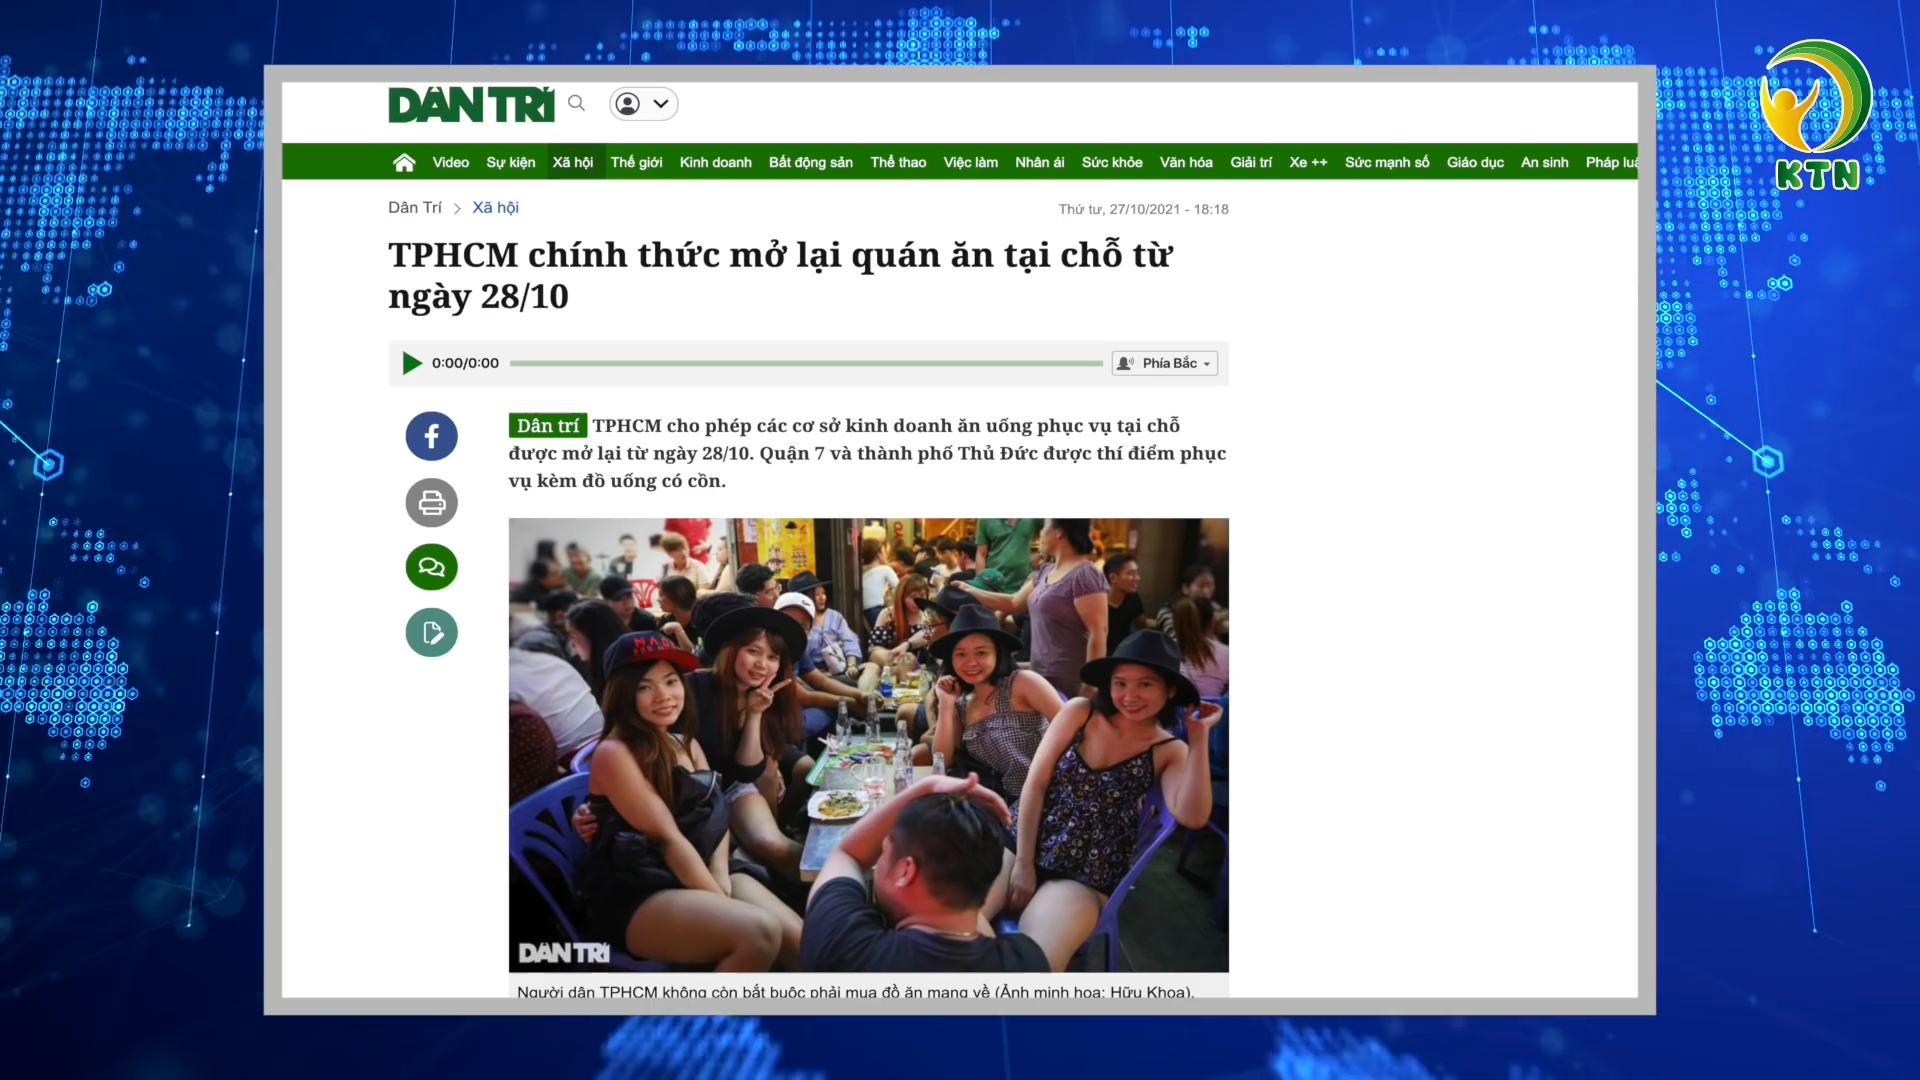 DÂN TRÍ
KTN
Video Sự kiện Xã hội Thế giới Kinh doanh Bất động sản Thể thao Việc làm Nhân ái Sức khỏe Văn hóa Giải trí Xe ++ Sức mạnh số Giáo dục An sinh Pháp luậ
Dân Trí > Xã hội
Thứ tư, 27/10/2021 - 18:18
TPHCM chính thức mở lại quán ăn tại chỗ từ
ngày 28/10
0:00/0:00
Phía Bắc
Dân trí TPHCM cho phép các cơ sở kinh doanh ăn uống phục vụ tại chỗ
được mở lại từ ngày 28/10. Quận 7 và thành phố Thủ Đức được thí điểm phục
vụ kèm đồ uống có cồn.
DÂN TRÍ
Người dân TPHCM không còn bắt buộc phải mua đồ ăn mang về (Ảnh minh họa: Hữu Khoa).